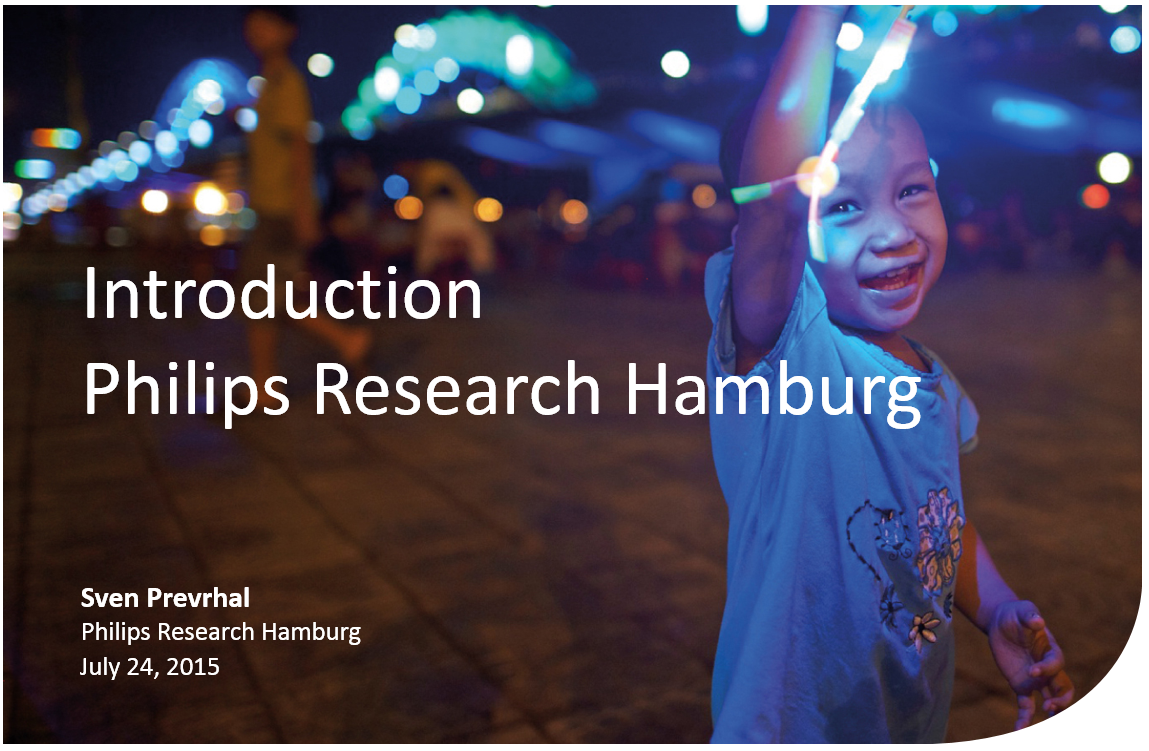 Introduction
Philips Research Hamburg
Sven Prevrhal
Philips Research Hamburg
July 24, 2015